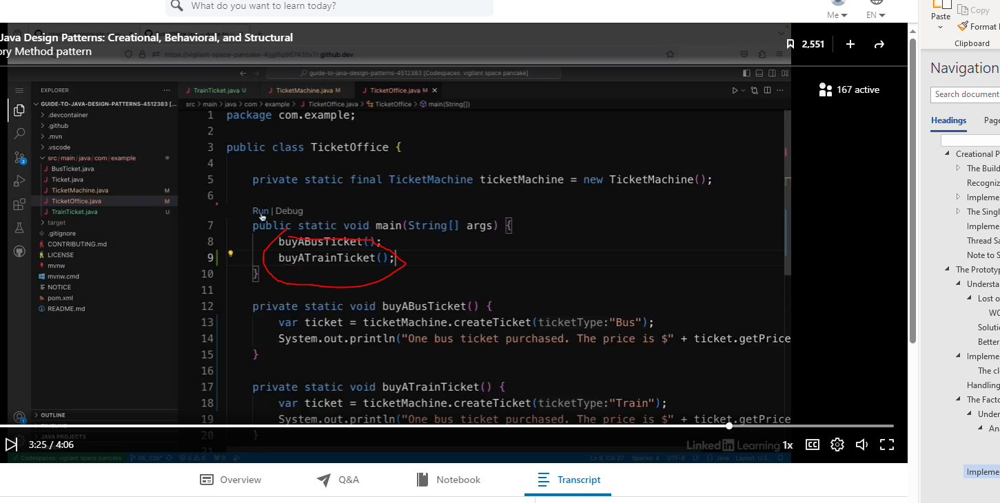 What do you want to learn today?
Me
EN
Paste
Copy
Format
Clipboard
Java Design Patterns: Creational, Behavioral, and Structural
ory Method pattern
2,551
167 active
https://vigilant-space-pancake-4jgjj6q967435x7r.github.dev
guide-to-java-design-patterns-4512383 [Codespaces: vigilant space pancake]
EXPLORER
GUIDE-TO-JAVA-DESIGN-PATTERNS-4512383 [...
.devcontainer
.github
.mvn
.vscode
src/main/java/com/example
BusTicket.java
Ticket.java
TicketMachine.java M
TicketOffice.java M
TrainTicket.java U
target
.gitignore
CONTRIBUTING.md
LICENSE
mvnw
mvnw.cmd
NOTICE
pom.xml
README.md
OUTLINE
JAVA PROJECTS
TrainTicket.java U
TicketMachine.java M
TicketOffice.java M
src > main > java > com > example > TicketOffice.java > TicketOffice > main(String[])
1 package com.example;
2
3 public class TicketOffice {
4
5 private static final TicketMachine ticketMachine = new TicketMachine();
6
Run | Debug
7 public static void main(String[] args) {
8 buyABusTicket();
9 buyATrainTicket();
10 }
11
12 private static void buyABusTicket() {
13 var ticket = ticketMachine.createTicket(ticketType:"Bus");
14 System.out.println("One bus ticket purchased. The price is $" + ticket.getPrice
15 }
16
17 private static void buyATrainTicket() {
18 var ticket = ticketMachine.createTicket(ticketType:"Train");
19 System.out.println("One bus ticket purchased. The price is $" + ticket.getPrice
20 }
21
3:25 / 4:06
LinkedIn Learning
1x
CC
Codespaces: vigilant space pancake
06_02b*
0 0
0
Ln 9, Col 27
Spaces: 4
UTF-8
LF
Java
Layout: U.S.
Overview
Q&A
Notebook
Transcript
Navigation
Search document
Headings
Page
Creational P
The Build
Recogniz
Impleme
The Singl
Impleme
Thread Sa
Note to S
The Prototyp
Understa
Lost o
WO
Soluti
Better
Impleme
The cl
Handling
The Facto
Under
An
Impleme